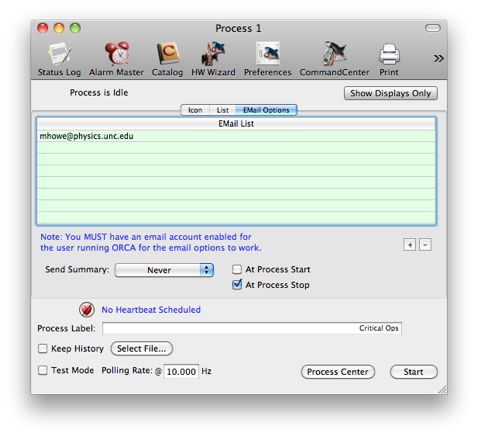 Process 1
Status Log Alarm Master Catalog HW Wizard Preferences CommandCenter Print »
Process is Idle
Show Displays Only
Icon List EMail Options
EMail List
mhowe@physics.unc.edu
Note: You MUST have an email account enabled for
the user running ORCA for the email options to work.
+ -
Send Summary: Never
At Process Start
At Process Stop
No Heartbeat Scheduled
Process Label: Critical Ops
Keep History Select File...
Test Mode Polling Rate: @ 10.000 Hz
Process Center Start